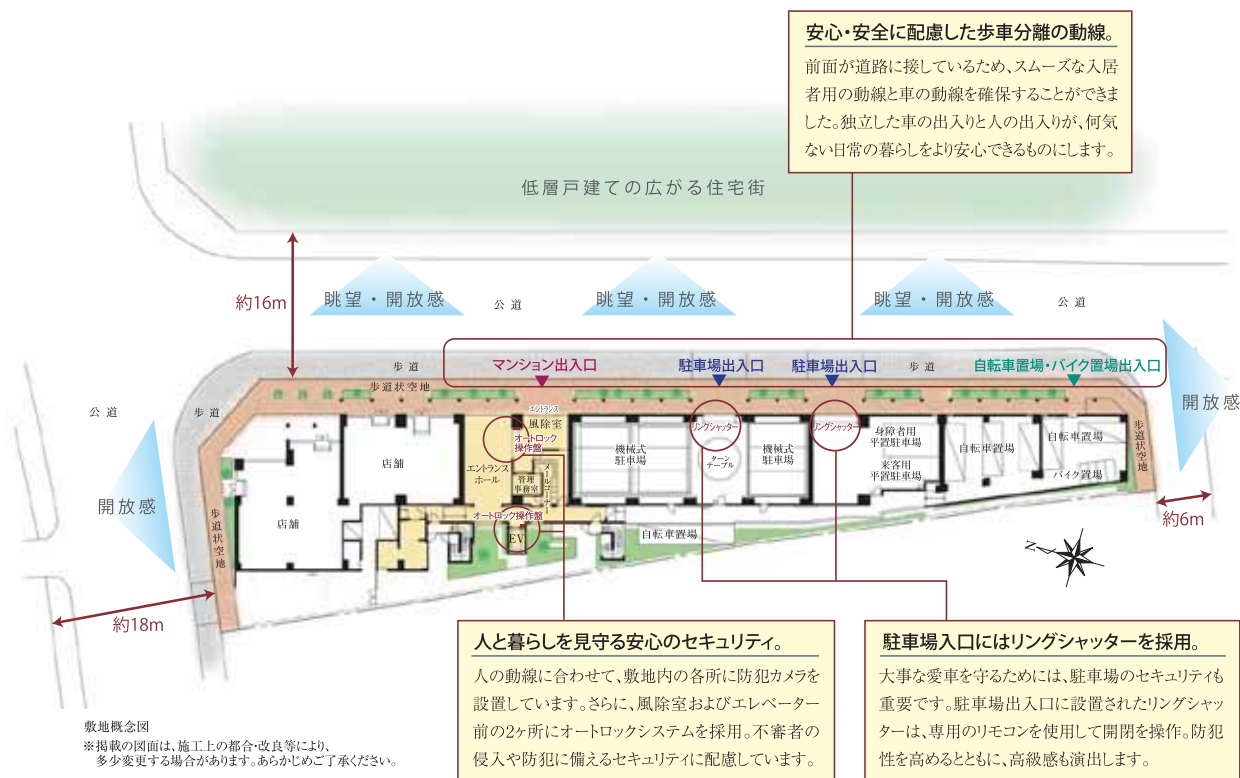 安心・安全に配慮した歩車分離の動線。
前面が道路に接しているため、スムーズな入居
者用の動線と車の動線を確保することができま
した。独立した車の出入りと人の出入りが、何気
ない日常の暮らしをより安心できるものにします。
低層戸建ての広がる住宅街
約16m
眺望・開放感
公道
眺望・開放感
眺望・開放感
公道
歩道
マンション出入口
駐車場出入口
駐車場出入口
歩道
自転車置場・バイク置場出入口
歩道状空地
公道
歩道
開放感
エントランス
風除室
オートロック
操作盤
リングシャッター
リングシャッター
店舗
エントランス
ホール
管理
事務室
メールコーナー
機械式
駐車場
ターン
テーブル
機械式
駐車場
身障者用
平置駐車場
来客用
平置駐車場
自転車置場
自転車置場
バイク置場
歩道状空地
開放感
店舗
歩道状空地
オートロック操作盤
EV
自転車置場
約6m
N
約18m
人と暮らしを見守る安心のセキュリティ。
人の動線に合わせて、敷地内の各所に防犯カメラを
設置しています。さらに、風除室およびエレベーター
前の2ヶ所にオートロックシステムを採用。不審者の
侵入や防犯に備えるセキュリティに配慮しています。
駐車場入口にはリングシャッターを採用。
大事な愛車を守るためには、駐車場のセキュリティも
重要です。駐車場出入口に設置されたリングシャッ
ターは、専用のリモコンを使用して開閉を操作。防犯
性を高めるとともに、高級感も演出します。
敷地概念図
※掲載の図面は、施工上の都合・改良等により、
多少変更する場合があります。あらかじめご了承ください。